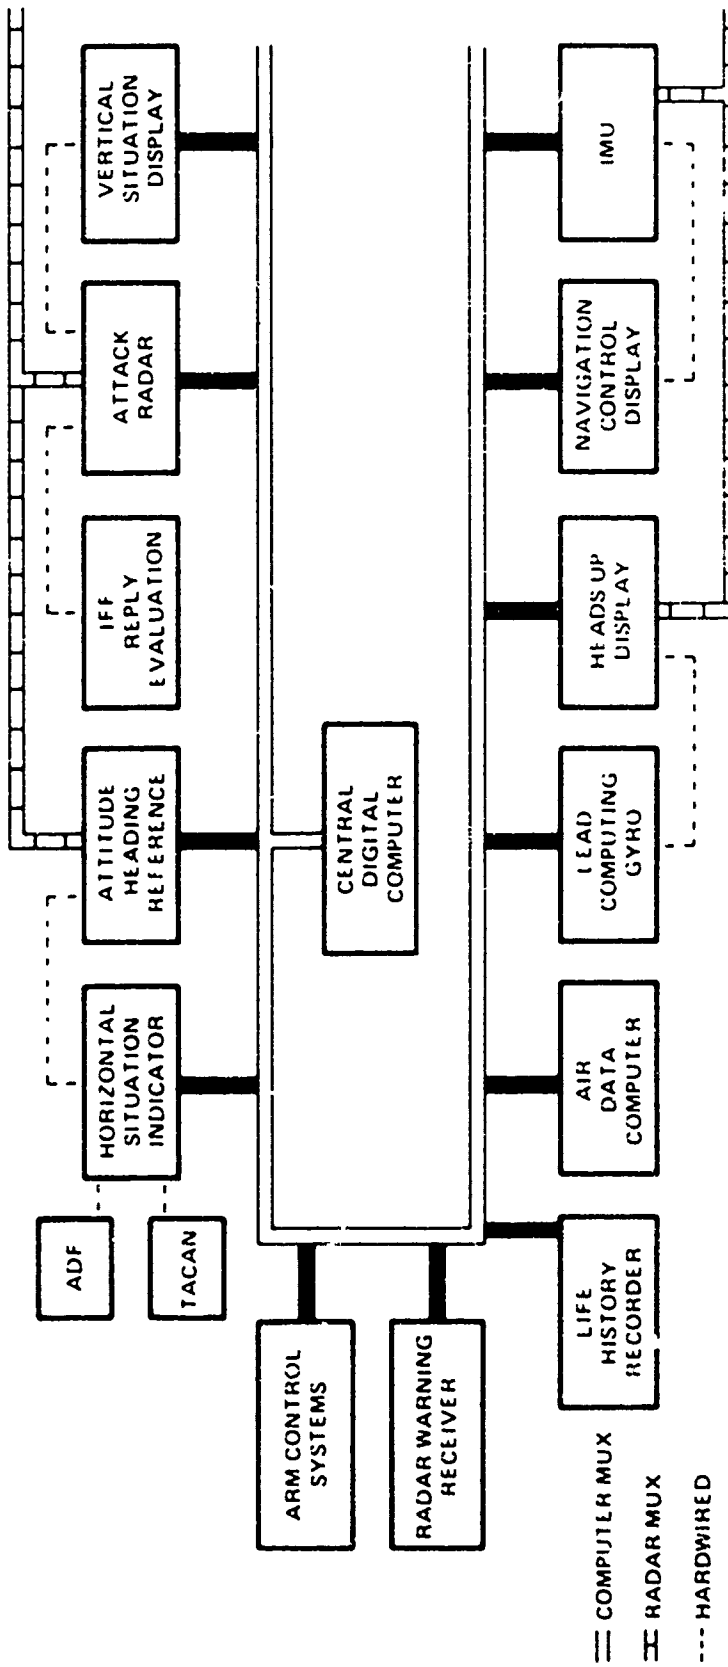 ADF
TACAN
HORIZONTAL
SITUATION
INDICATOR
ATTITUDE
HEADING
REFERENCE
IFF
REPLY
EVALUATION
ATTACK
RADAR
VERTICAL
SITUATION
DISPLAY
ARM CONTROL
SYSTEMS
RADAR WARNING
RECEIVER
CENTRAL
DIGITAL
COMPUTER
LIFE
HISTORY
RECORDER
AIR
DATA
COMPUTER
LEAD
COMPUTING
GYRO
HEADS UP
DISPLAY
NAVIGATION
CONTROL
DISPLAY
IMU
COMPUTER MUX
RADAR MUX
HARDWIRED